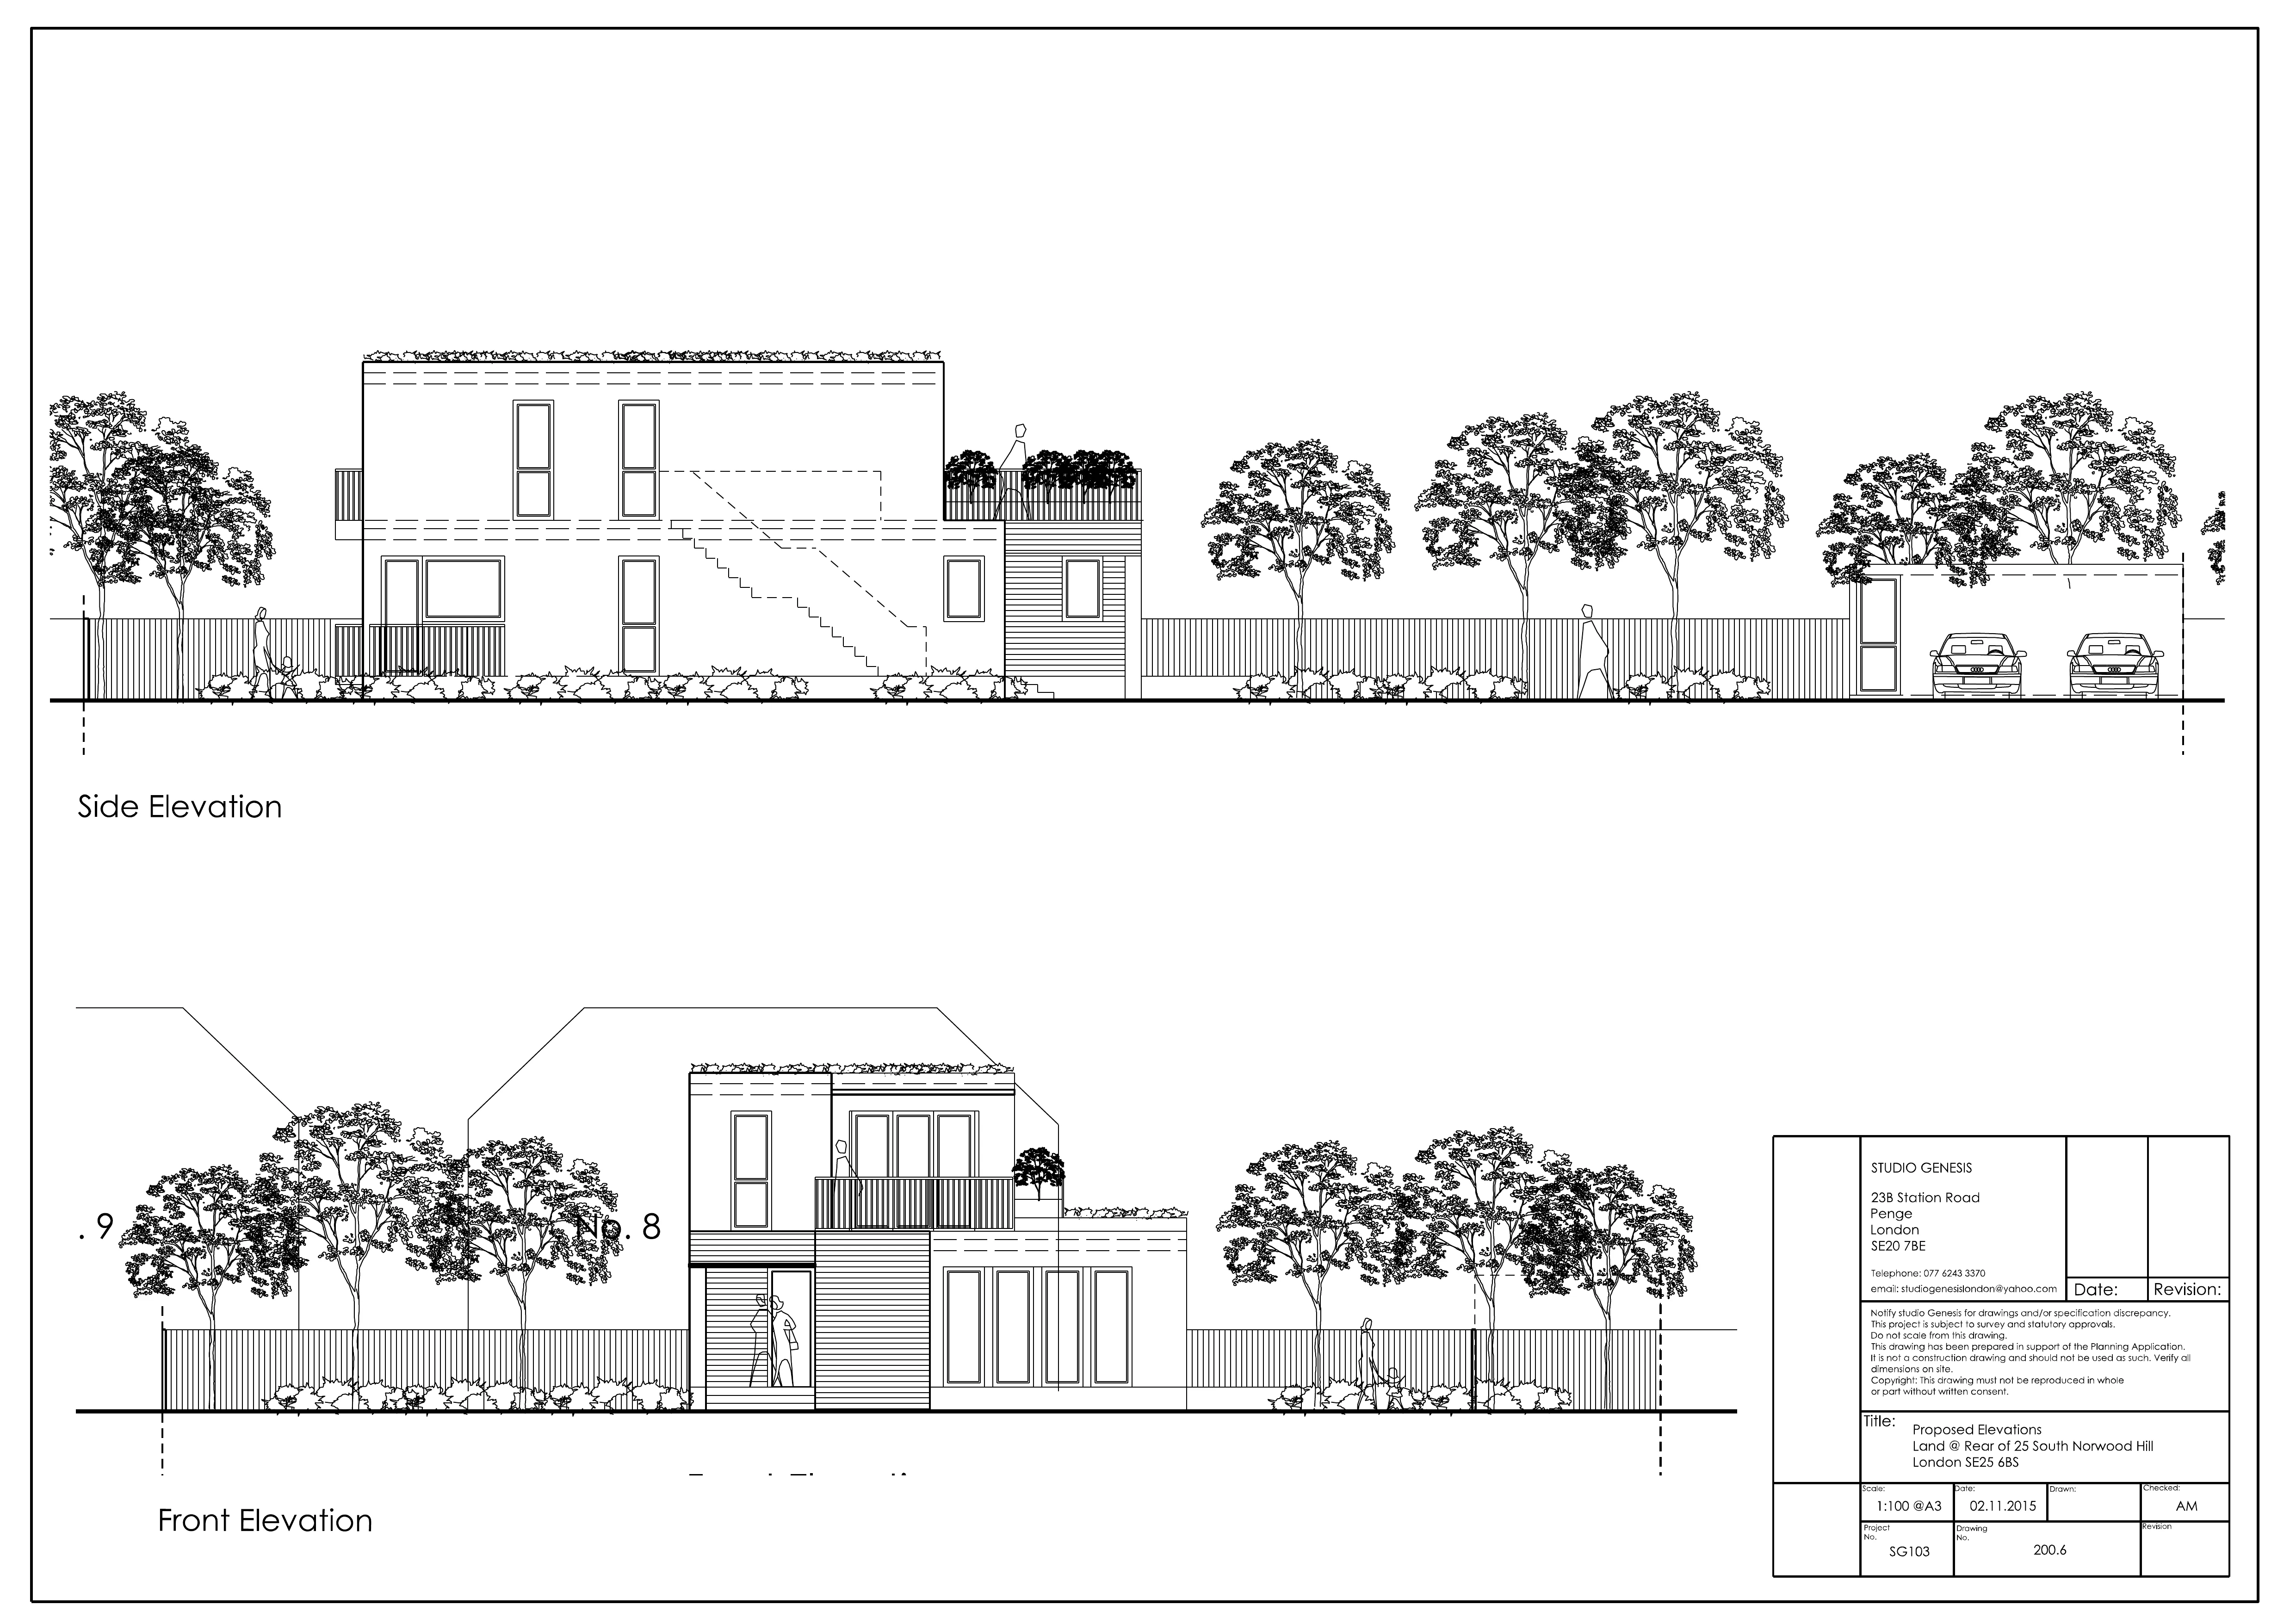 Side Elevation
. 9
No. 8
Front Elevation
STUDIO GENESIS
23B Station Road
Penge
London
SE20 7BE
Telephone: 077 6243 3370
email: studiogenesislondon@yahoo.com
Date:
Revision:
Notify studio Genesis for drawings and/or specification discrepancy.
This project is subject to survey and statutory approvals.
Do not scale from this drawing.
This drawing has been prepared in support of the Planning Application.
It is not a construction drawing and should not be used as such. Verify all
dimensions on site.
Copyright: This drawing must not be reproduced in whole
or part without written consent.
Title:
Proposed Elevations
Land @ Rear of 25 South Norwood Hill
London SE25 6BS
Scale:
1:100 @A3
Date:
02.11.2015
Drawn:
Checked:
AM
Project
No.
SG103
Drawing
No.
200.6
Revision